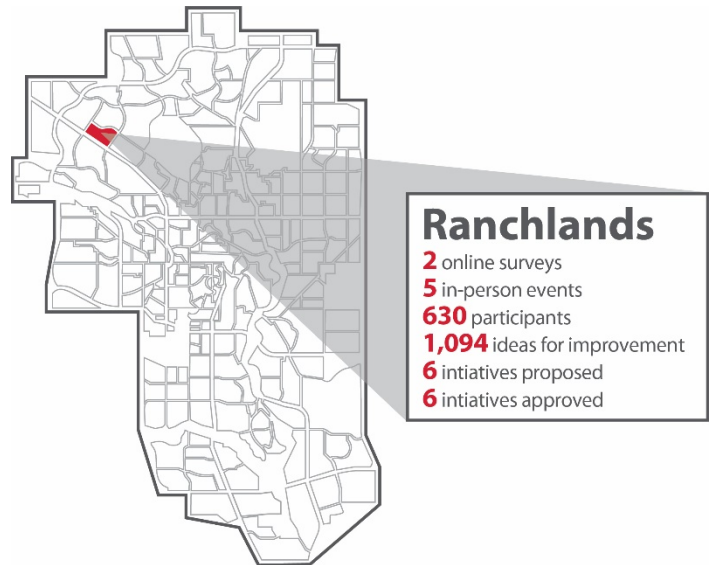 Ranchlands
2 online surveys
5 in-person events
630 participants
1,094 ideas for improvement
6 intiatives proposed
6 intiatives approved